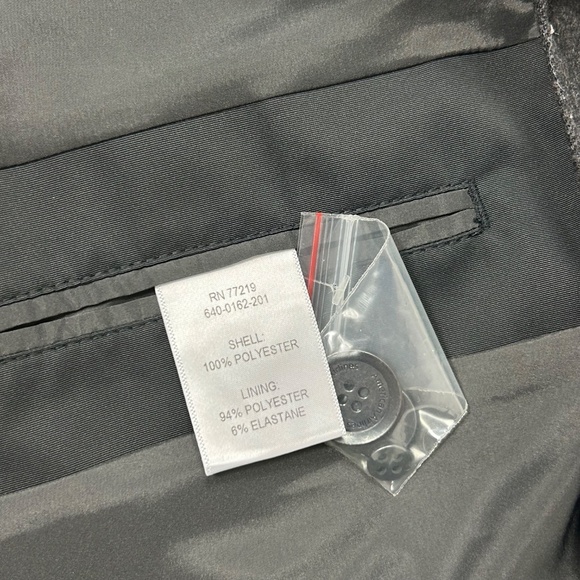 RN 77219
640-0162-201
SHELL:
100% POLYESTER
LINING:
94% POLYESTER
6% ELASTANE